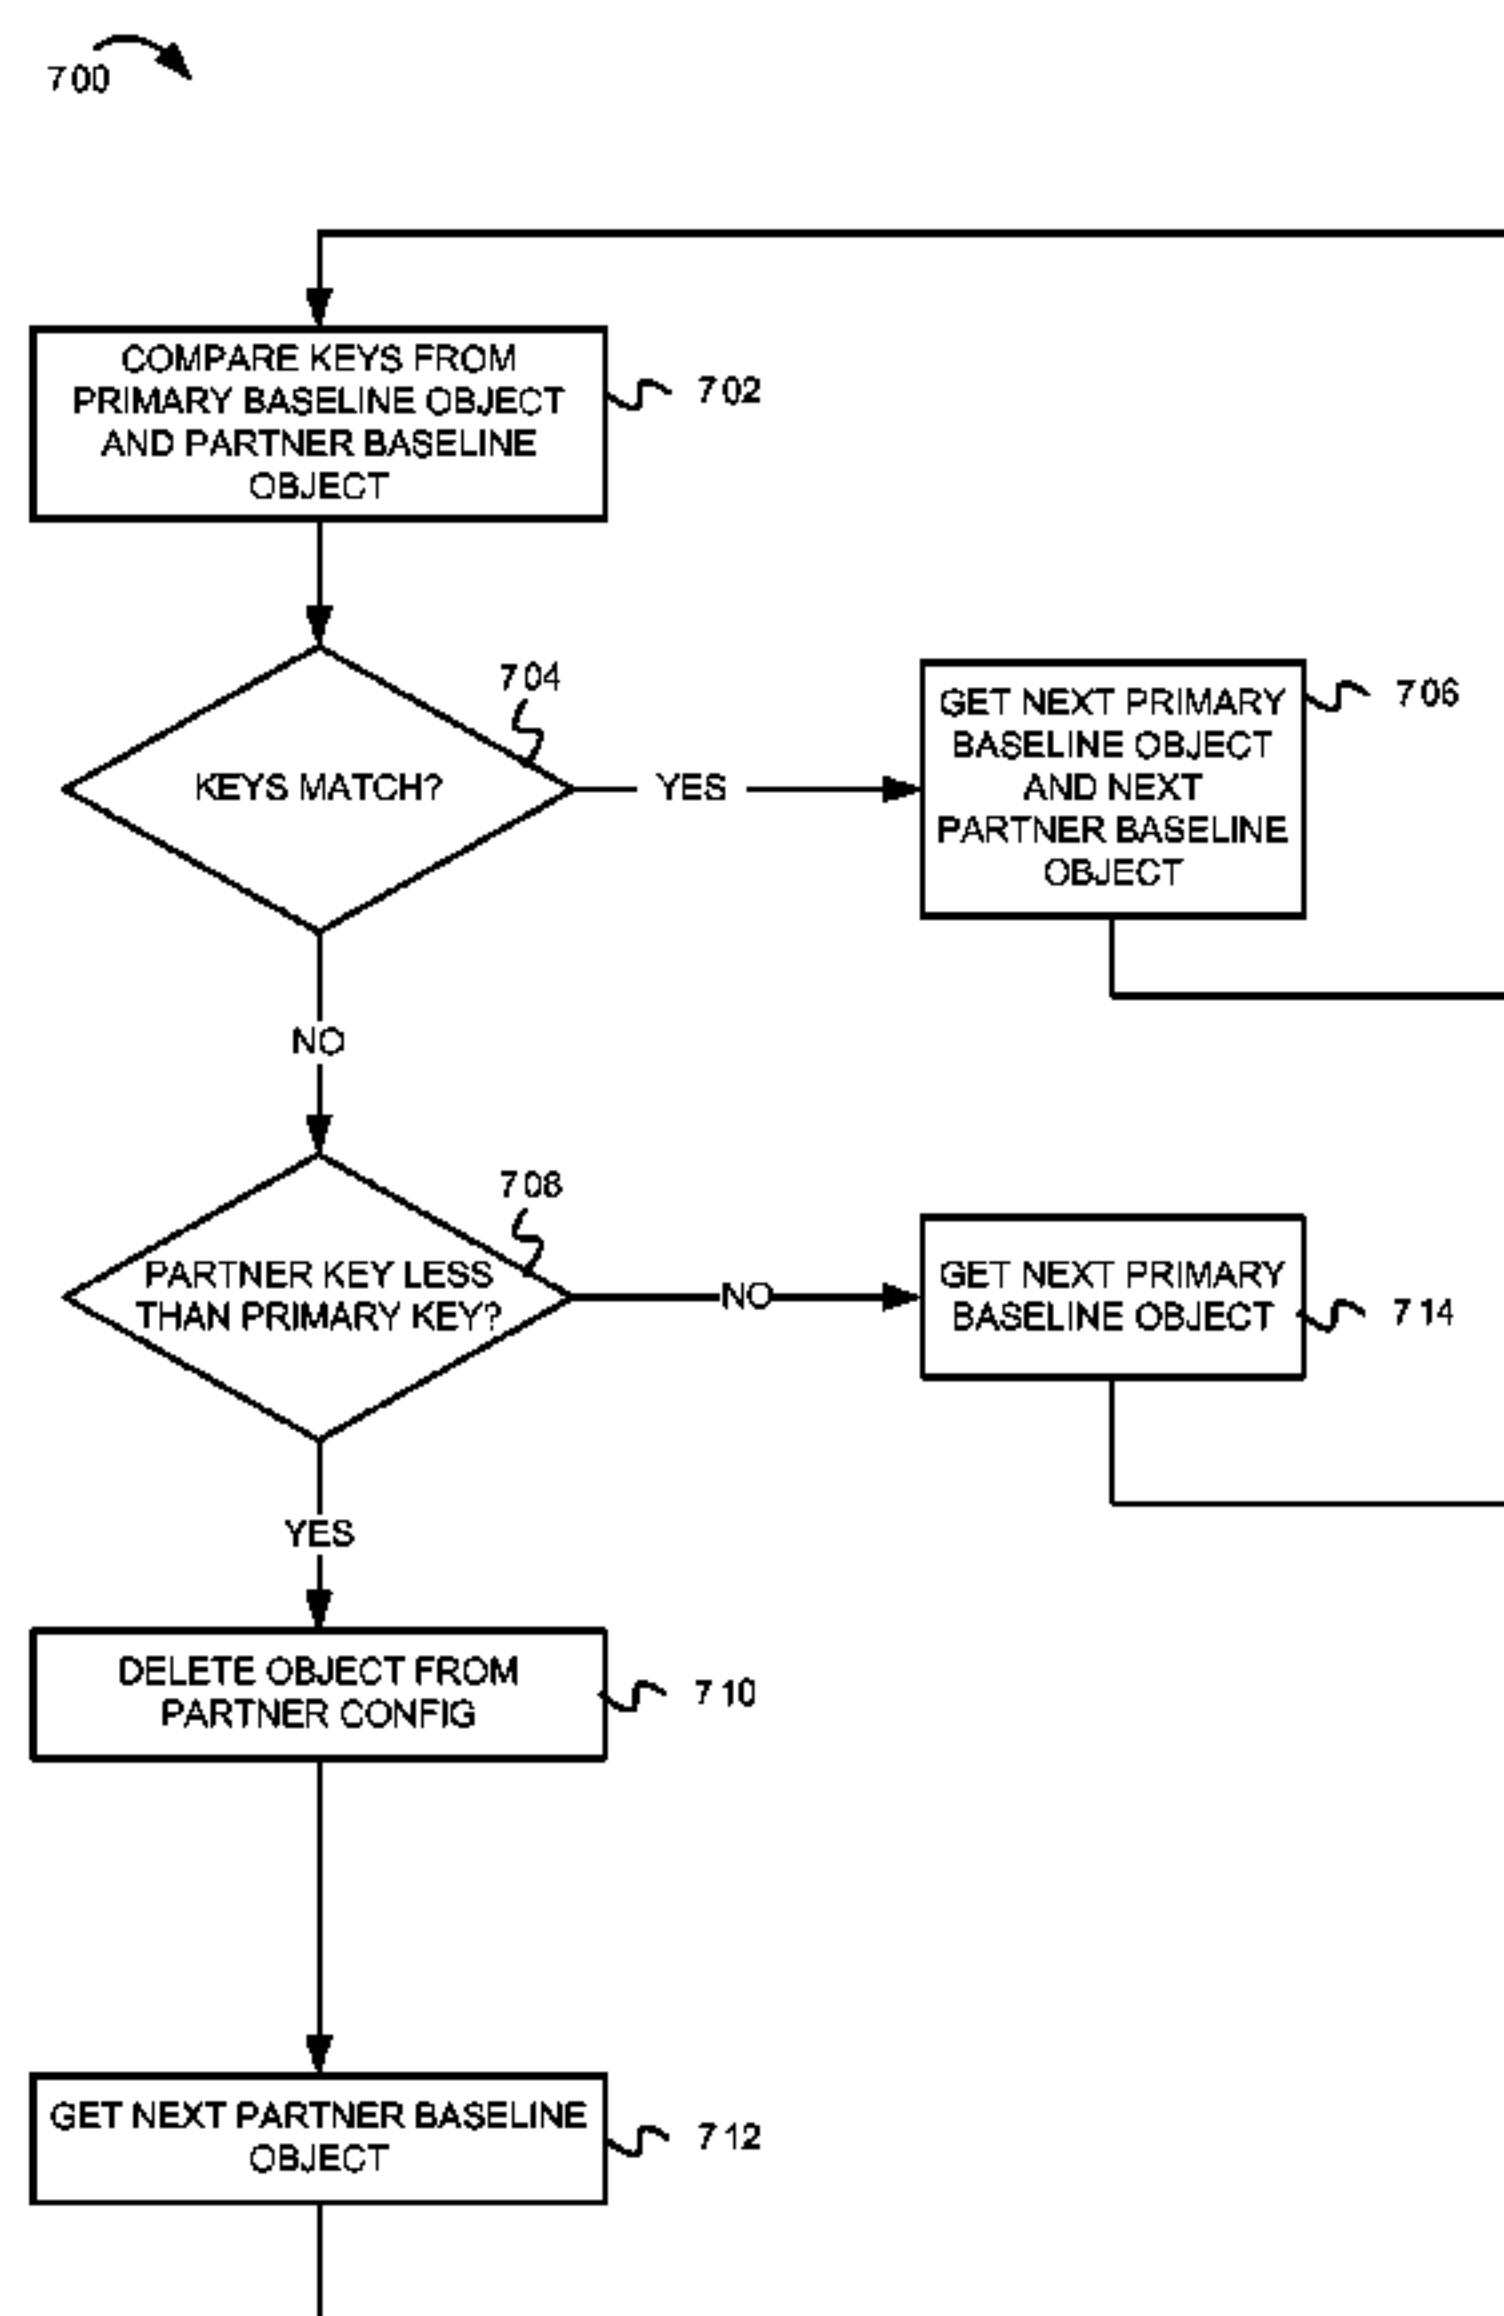 700
COMPARE KEYS FROM
PRIMARY BASELINE OBJECT
AND PARTNER BASELINE
OBJECT
702
704
KEYS MATCH?
YES
GET NEXT PRIMARY
BASELINE OBJECT
AND NEXT
PARTNER BASELINE
OBJECT
706
NO
708
PARTNER KEY LESS
THAN PRIMARY KEY?
NO
GET NEXT PRIMARY
BASELINE OBJECT
714
YES
DELETE OBJECT FROM
PARTNER CONFIG
710
GET NEXT PARTNER BASELINE
OBJECT
712